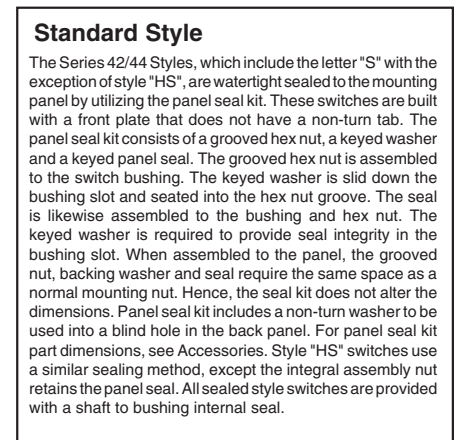 Standard Style
The Series 42/44 Styles, which include the letter "S" with the
exception of style "HS", are watertight sealed to the mounting
panel by utilizing the panel seal kit. These switches are built
with a front plate that does not have a non-turn tab. The
panel seal kit consists of a grooved hex nut, a keyed washer
and a keyed panel seal. The grooved hex nut is assembled
to the switch bushing. The keyed washer is slid down the
bushing slot and seated into the hex nut groove. The seal
is likewise assembled to the bushing and hex nut. The
keyed washer is required to provide seal integrity in the
bushing slot. When assembled to the panel, the grooved
nut, backing washer and seal require the same space as a
normal mounting nut. Hence, the seal kit does not alter the
dimensions. Panel seal kit includes a non-turn washer to be
used into a blind hole in the back panel. For panel seal kit
part dimensions, see Accessories. Style "HS" switches use
a similar sealing method, except the integral assembly nut
retains the panel seal. All sealed style switches are provided
with a shaft to bushing internal seal.